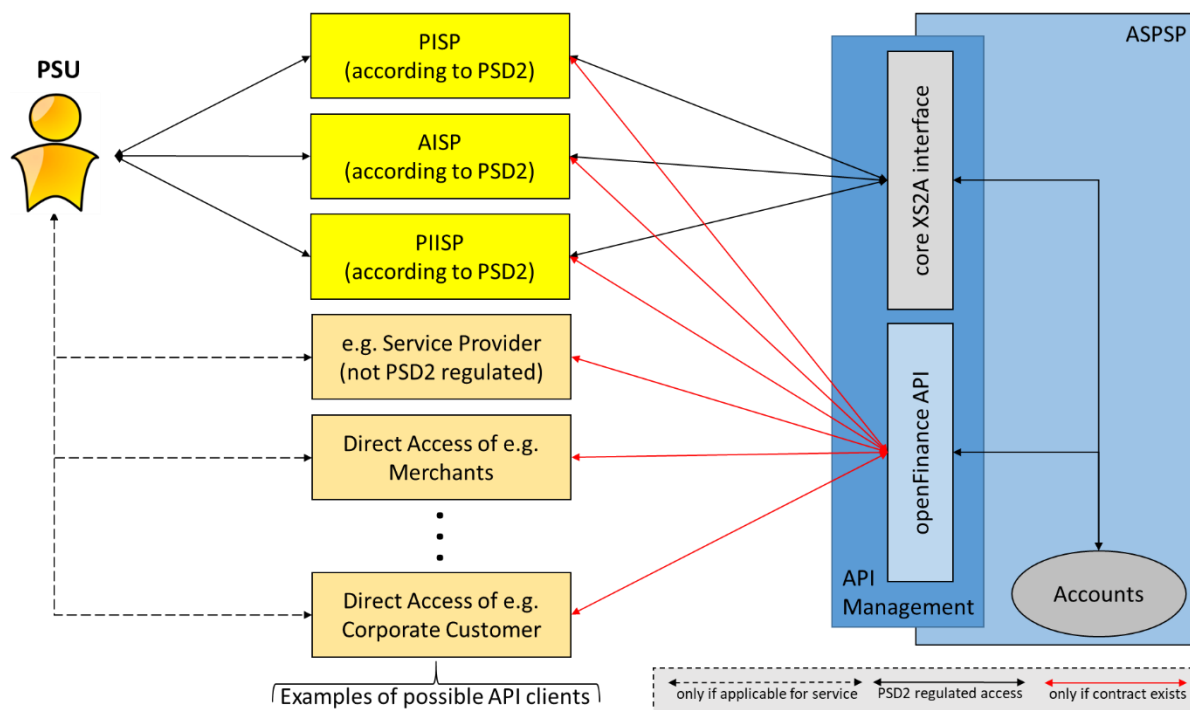 PSU
PISP
(according to PSD2)
AISP
(according to PSD2)
PIISP
(according to PSD2)
e.g. Service Provider
(not PSD2 regulated)
Direct Access of e.g.
Merchants
Direct Access of e.g.
Corporate Customer
Examples of possible API clients
ASPSP
core XS2A interface
openFinance API
API
Management
Accounts
only if applicable for service
PSD2 regulated access
only if contract exists